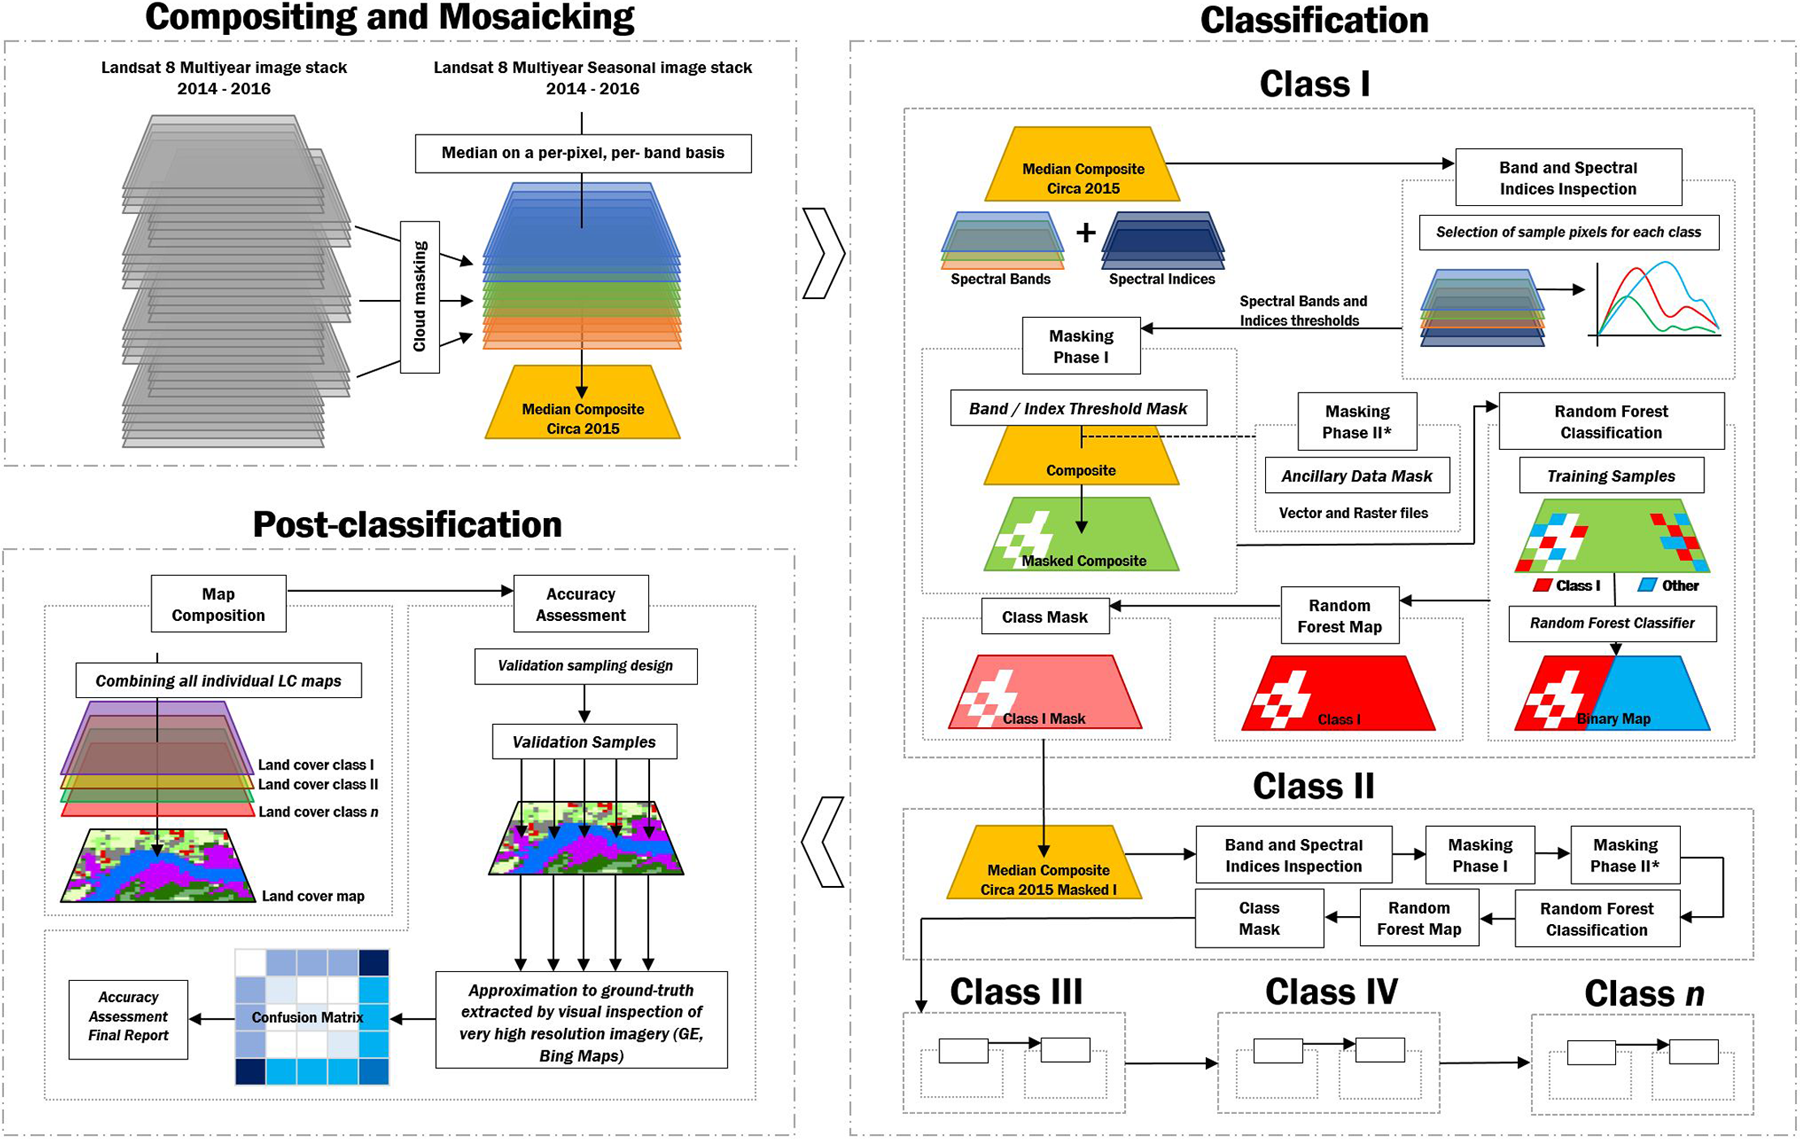 Compositing and Mosaicking
Landsat 8 Multiyear image stack
2014 - 2016
Landsat 8 Multiyear Seasonal image stack
2014 - 2016
Median on a per-pixel, per- band basis
Cloud masking
Median Composite
Circa 2015
Classification
Class I
Median Composite
Circa 2015
Band and Spectral
Indices Inspection
+
Spectral Bands
Spectral Indices
Selection of sample pixels for each class
Spectral Bands and
Indices thresholds
Masking
Phase I
Band / Index Threshold Mask
Composite
Masked Composite
Masking
Phase II*
Ancillary Data Mask
Vector and Raster files
Random Forest
Classification
Training Samples
Class I
Other
Random Forest Classifier
Binary Map
Random
Forest Map
Class I
Class Mask
Class I Mask
Class II
Median Composite
Circa 2015 Masked I
Band and Spectral
Indices Inspection
Masking
Phase I
Masking
Phase II*
Random Forest
Classification
Random
Forest Map
Class
Mask
Class III
Class IV
Class n
Post-classification
Map
Composition
Accuracy
Assessment
Combining all individual LC maps
Land cover class I
Land cover class II
Land cover class n
Land cover map
Validation sampling design
Validation Samples
Approximation to ground-truth
extracted by visual inspection of
very high resolution imagery (GE,
Bing Maps)
Confusion Matrix
Accuracy
Assessment
Final Report